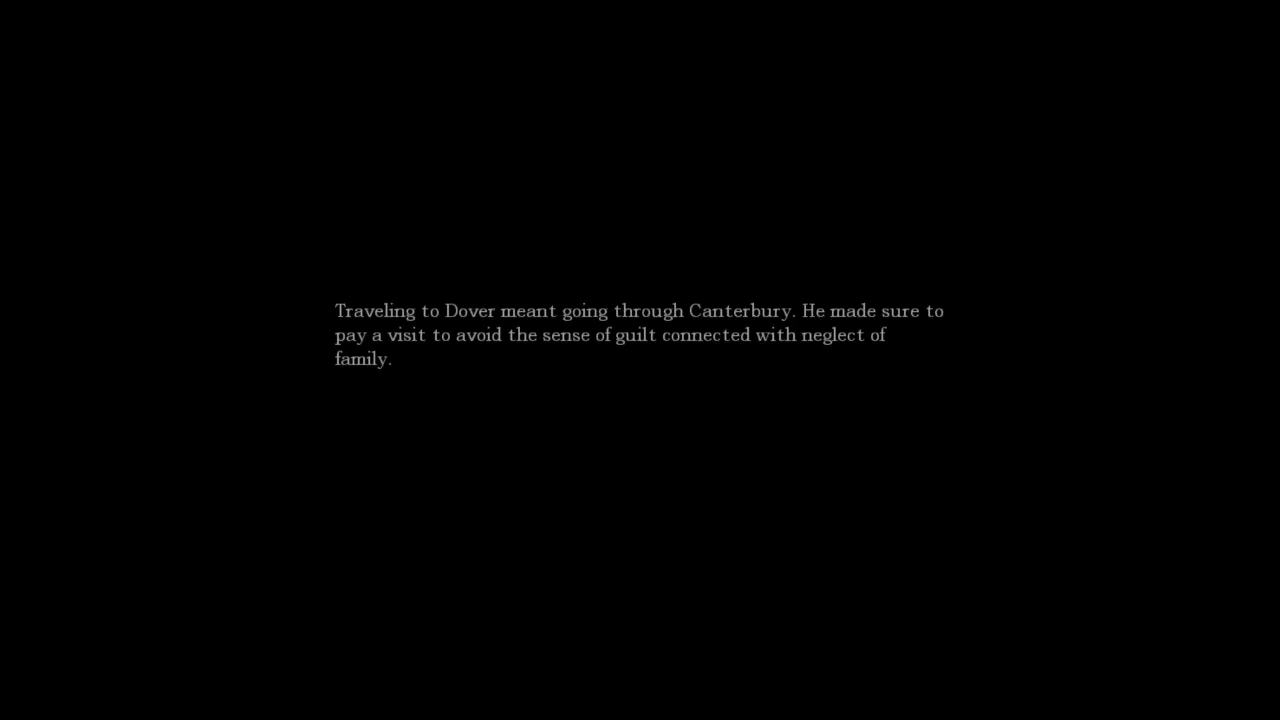 Traveling to Dover meant going through Canterbury. He made sure to
pay a visit to avoid the sense of guilt connected with neglect of
family.